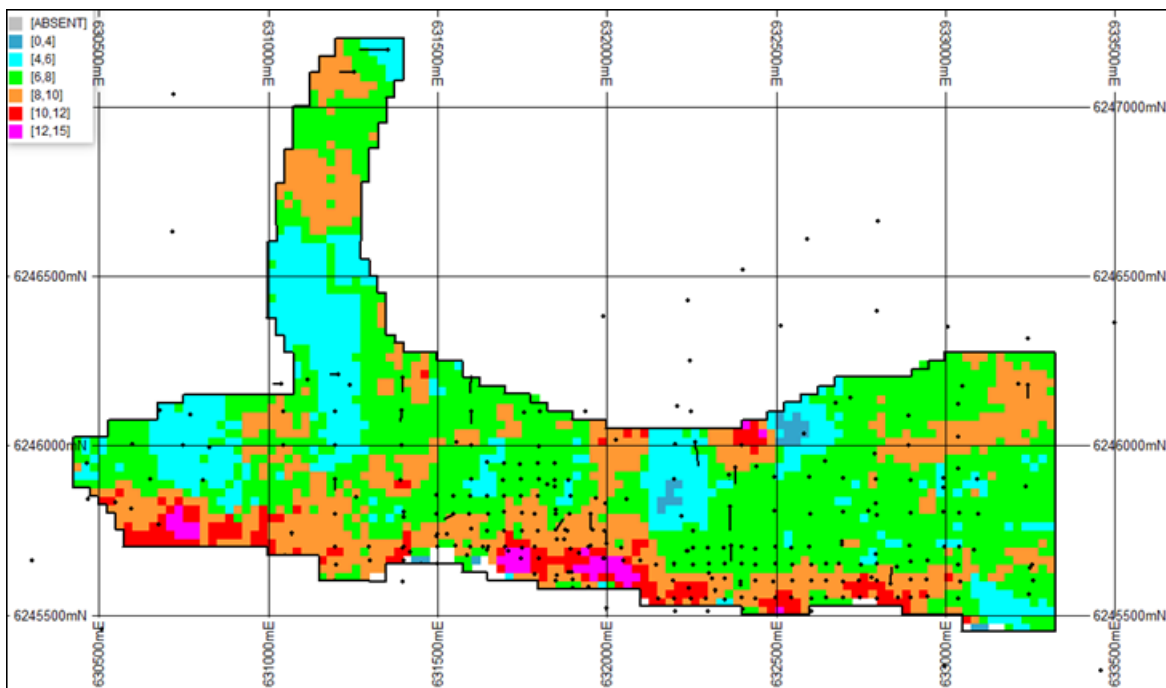 [ABSENT]
[0,4]
[4,6]
[6,8]
[8,10]
[10,12]
[12,15]
630500mE
631000mE
631500mE
632000mE
632500mE
633000mE
633500mE
6247000mN
6246500mN
6246500mN
6246000mN
6246000mN
6245500mN
6245500mN
630500mE
631000mE
631500mE
632000mE
632500mE
633000mE
633500mE